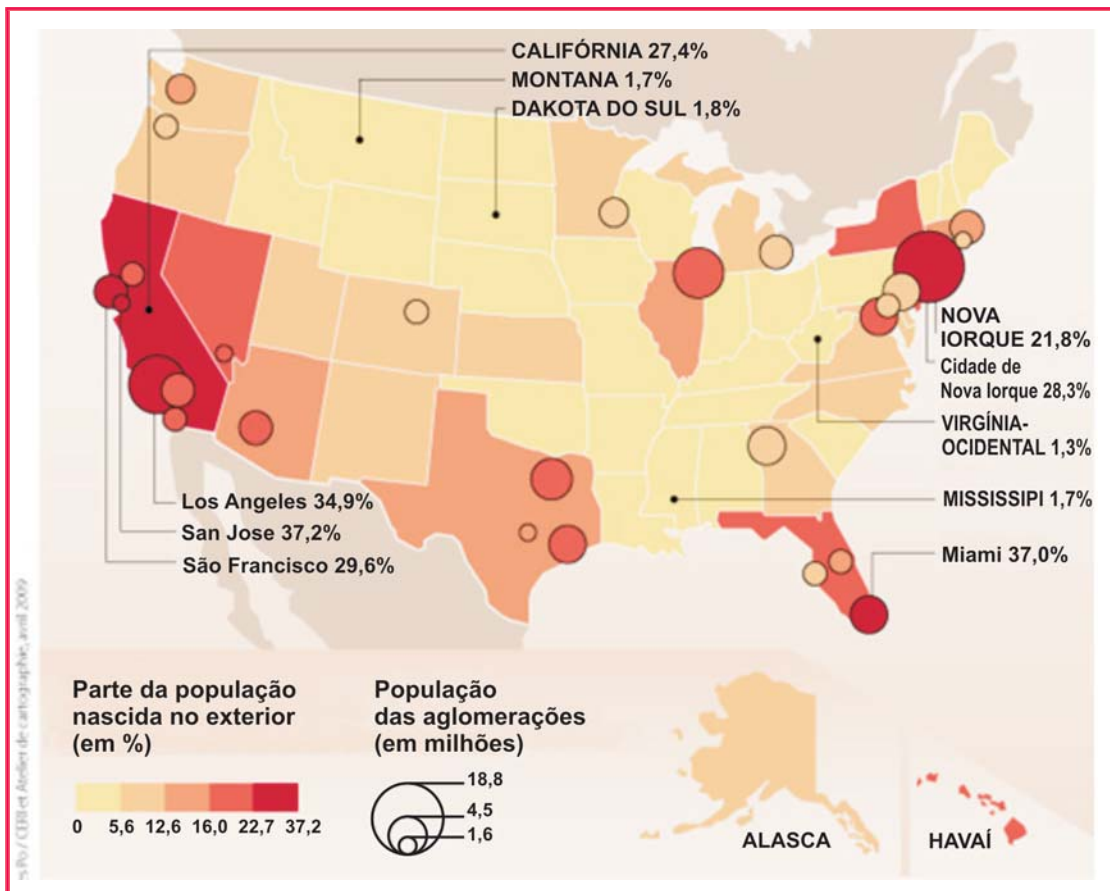 CALIFÓRNIA 27,4%
MONTANA 1,7%
DAKOTA DO SUL 1,8%
NOVA
IORQUE 21,8%
Cidade de
Nova Iorque 28,3%
VIRGÍNIA-
OCIDENTAL 1,3%
MISSISSIPI 1,7%
Miami 37,0%
Los Angeles 34,9%
San Jose 37,2%
São Francisco 29,6%
Parte da população
nascida no exterior
(em %)
0 5,6 12,6 16,0 22,7 37,2
População
das aglomerações
(em milhões)
18,8
4,5
1,6
ALASCA
HAVAÍ
Po / CERI et Atelier de cartographie, avril 2009